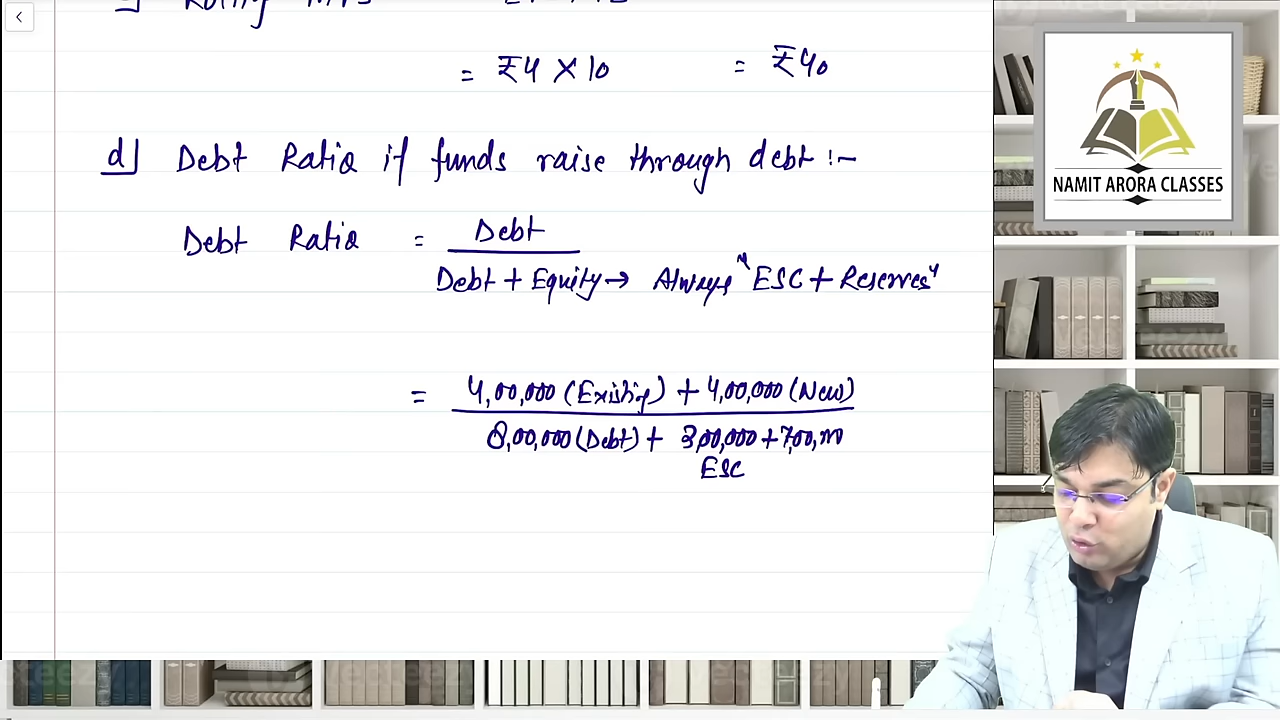 = ₹4 × 10 = ₹40
d] Debt Ratio if funds raise through debt :-
Debt Ratio = Debt
Debt + Equity → Always "ESC + Reserves"
= 4,00,000 (Existing) + 4,00,000 (New)
8,00,000 (Debt) + 3,00,000 + 7,00,000
ESC
NAMIT ARORA CLASSES